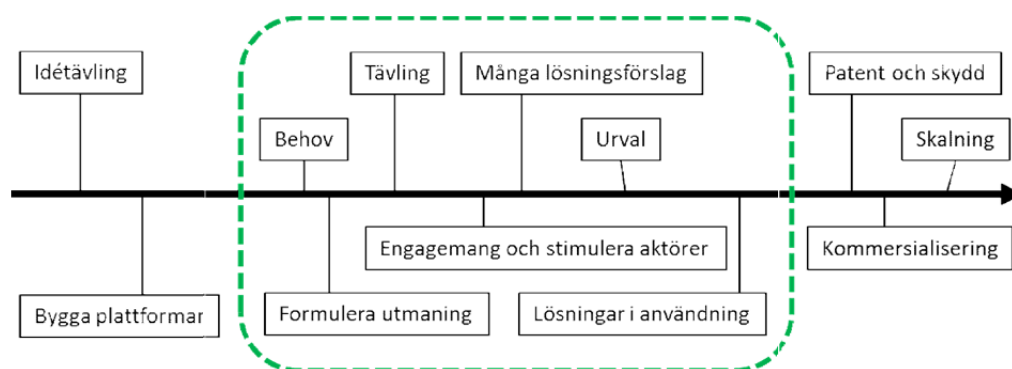 Idétävling
Tävling
Många lösningsförslag
Patent och skydd
Behov
Urval
Skalning
Engagemang och stimulera aktörer
Kommersialisering
Bygga plattformar
Formulera utmaning
Lösningar i användning